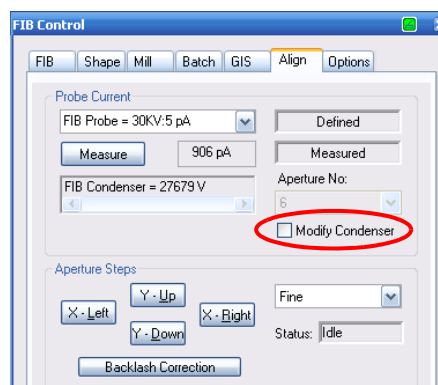 FIB Control
FIB Shape Mill Batch GIS Align Options
Probe Current
FIB Probe = 30KV:5 pA Defined
Measure 906 pA Measured
FIB Condenser = 27679 V Aperture No:
6
Modify Condenser
Aperture Steps
Y - Up Fine
X - Left X - Right
Y - Down Status: Idle
Backlash Correction